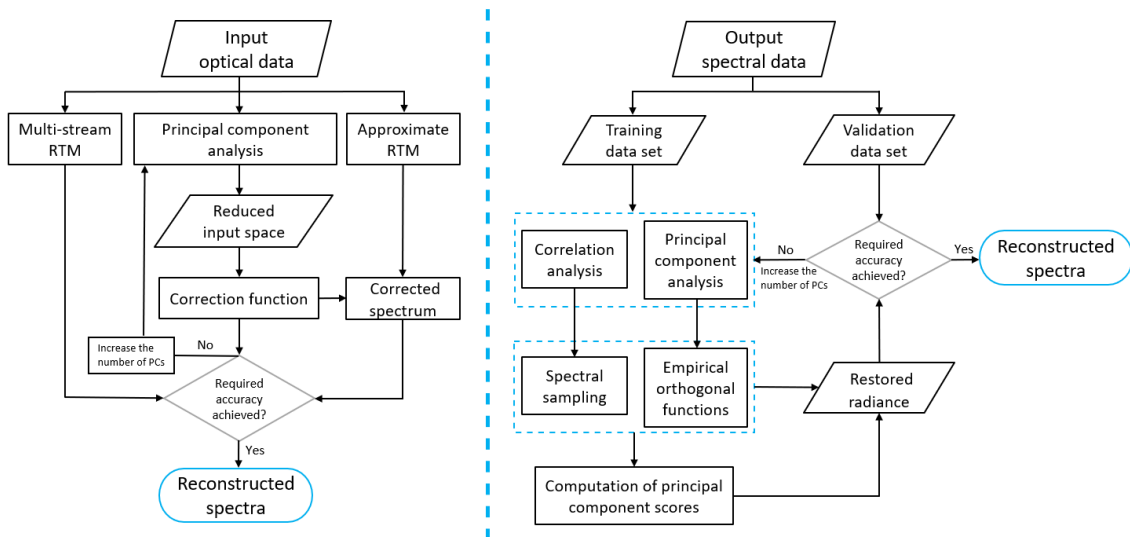 Input
optical data
Multi-stream
RTM
Principal component
analysis
Approximate
RTM
Reduced
input space
Correction function
Corrected
spectrum
Increase the
number of PCs
No
Required
accuracy
achieved?
Yes
Reconstructed
spectra
Output
spectral data
Training
data set
Validation
data set
Correlation
analysis
Principal
component
analysis
No
Increase the
number of PCs
Required
accuracy
achieved?
Yes
Reconstructed
spectra
Spectral
sampling
Empirical
orthogonal
functions
Restored
radiance
Computation of principal
component scores